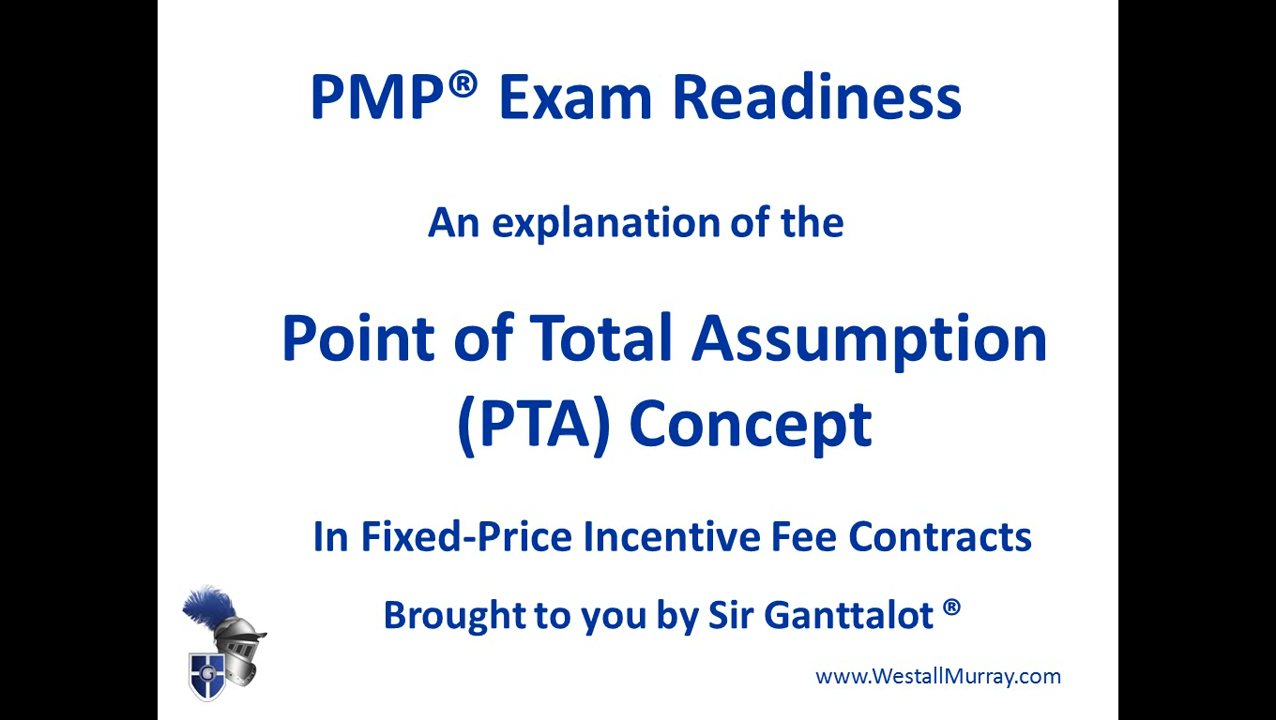 PMP® Exam Readiness
An explanation of the
Point of Total Assumption
(PTA) Concept
In Fixed-Price Incentive Fee Contracts
Brought to you by Sir Ganttalot ®
G
www.WestallMurray.com